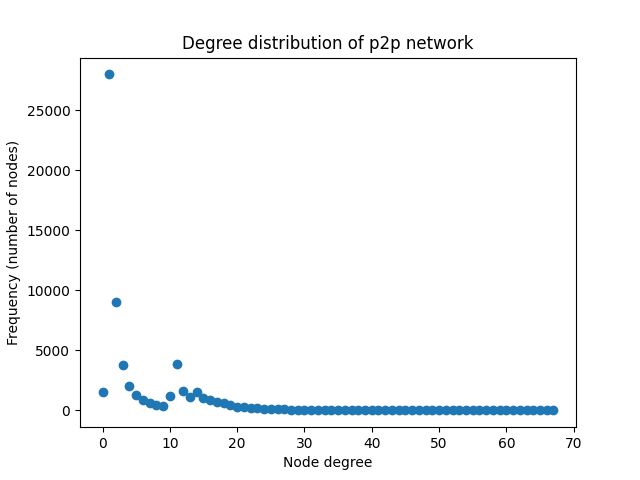 Degree distribution of p2p network
Frequency (number of nodes)
25000
20000
15000
10000
5000
0
0 10 20 30 40 50 60 70
Node degree